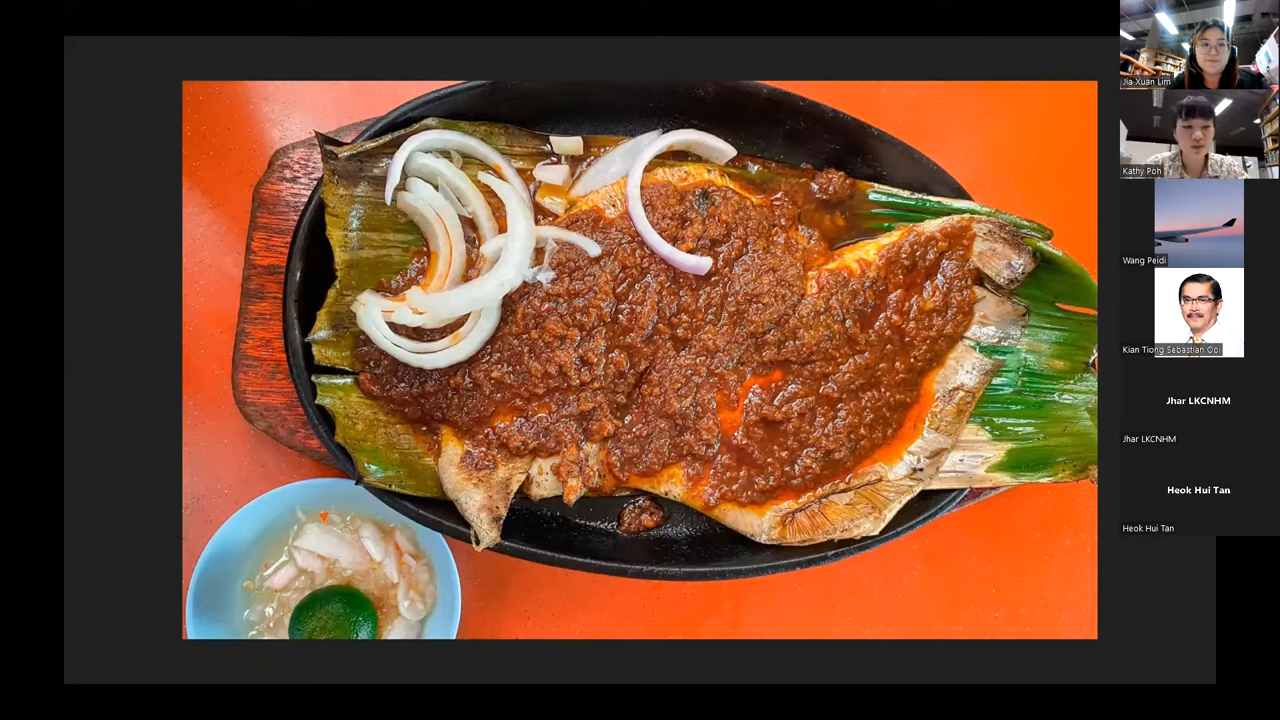 Jia Xuan Lim
Kathy Poh
Wang Peidi
Kian Tiong Sebastian Ooi
Jhar LKCNHM
Jhar LKCNHM
Heok Hui Tan
Heok Hui Tan